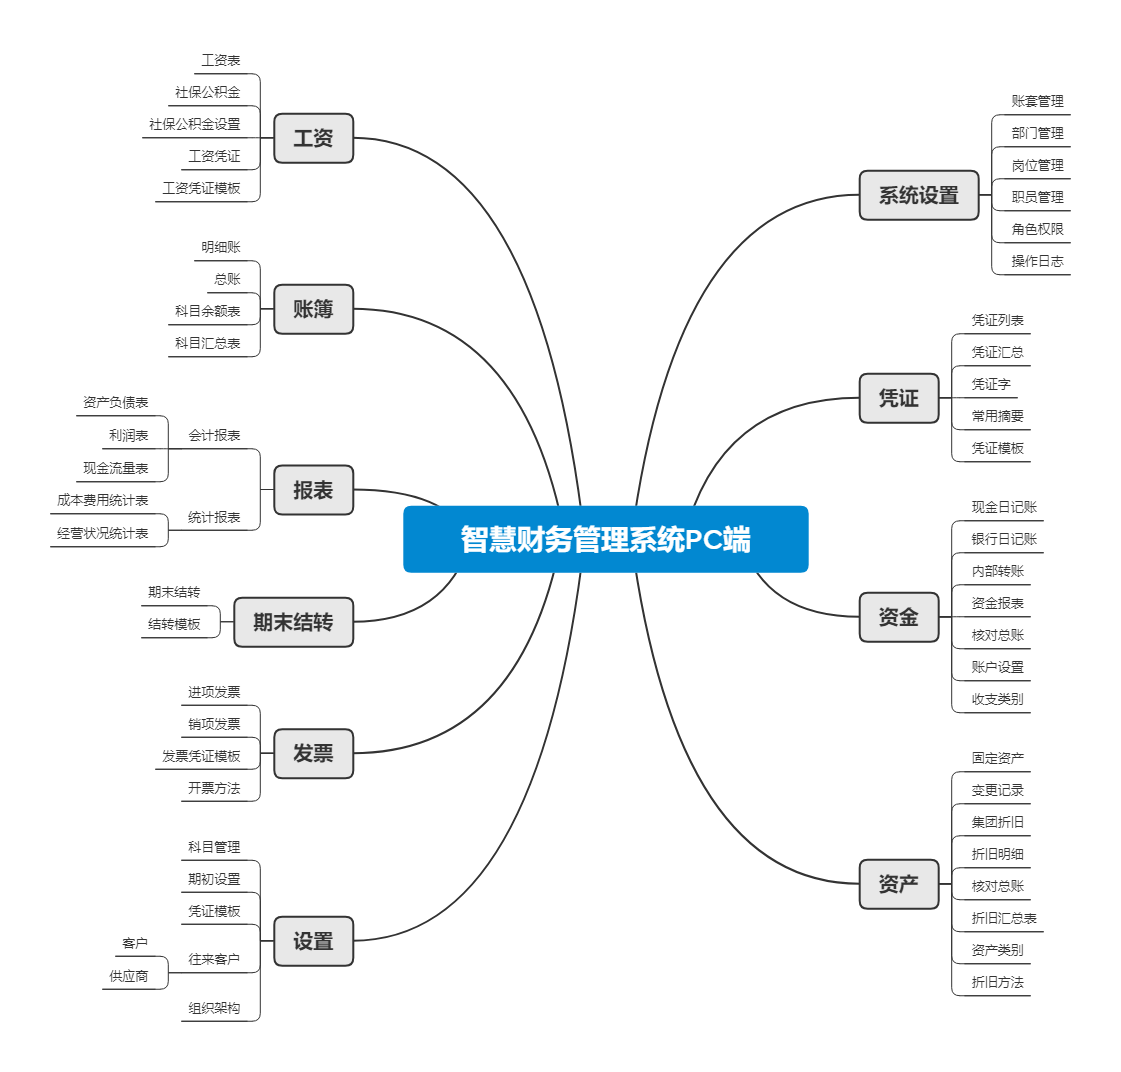 智慧财务管理系统PC端
系统设置
账套管理
部门管理
岗位管理
职员管理
角色权限
操作日志
凭证
凭证列表
凭证汇总
凭证字
常用摘要
凭证模板
资金
现金日记账
银行日记账
内部转账
资金报表
核对总账
账户设置
收支类别
资产
固定资产
变更记录
集团折旧
折旧明细
核对总账
折旧汇总表
资产类别
折旧方法
工资
工资表
社保公积金
社保公积金设置
工资凭证
工资凭证模板
账簿
明细账
总账
科目余额表
科目汇总表
报表
会计报表
资产负债表
利润表
现金流量表
统计报表
成本费用统计表
经营状况统计表
期末结转
期末结转
结转模板
发票
进项发票
销项发票
发票凭证模板
开票方法
设置
科目管理
期初设置
凭证模板
往来客户
客户
供应商
组织架构